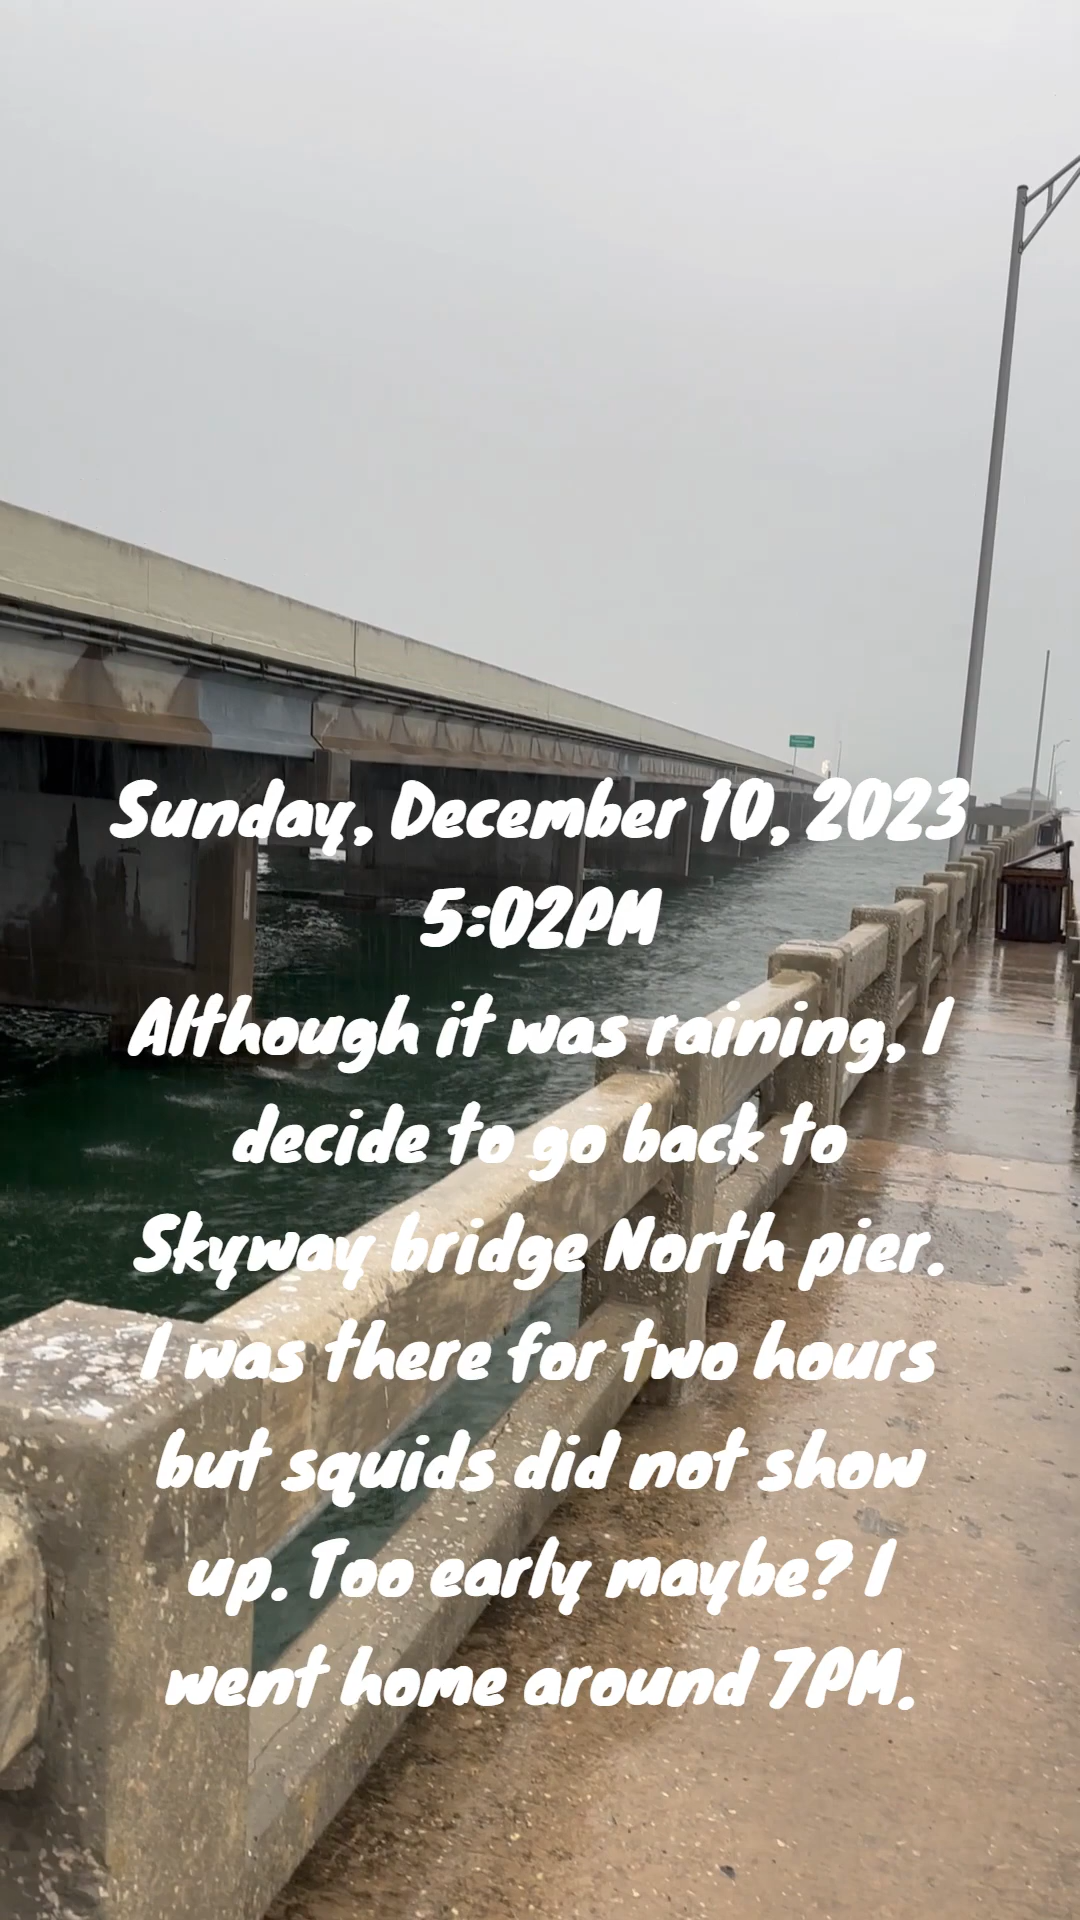 Sunday, December 10, 2023
5:02PM
Although it was raining, I
decide to go back to
Skyway bridge North pier.
I was there for two hours
but squids did not show
up. Too early maybe? I
went home around 7PM.